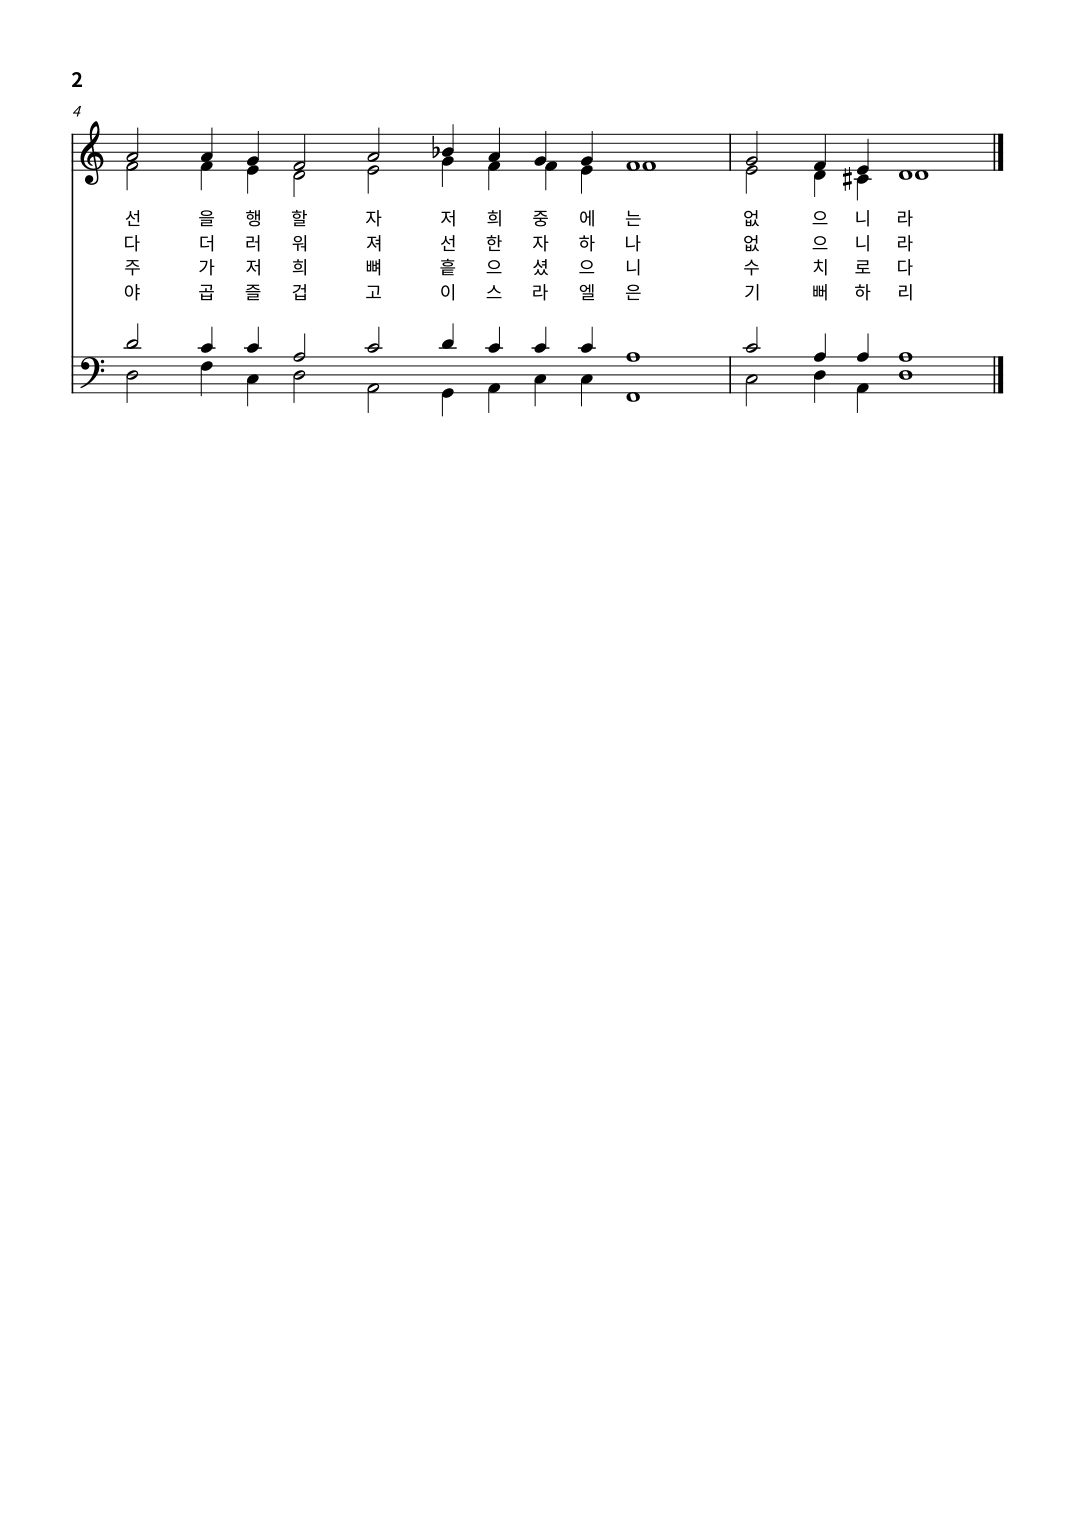 2
4
선 을 행 할 자 저 희 중 에 는 없 으 니 라
다 더 러 워 져 선 한 자 하 나 없 으 니 라
주 가 저 희 뼈 흩 으 셨 으 니 수 치 로 다
야 곱 즐 겁 고 이 스 라 엘 은 기 뻐 하 리